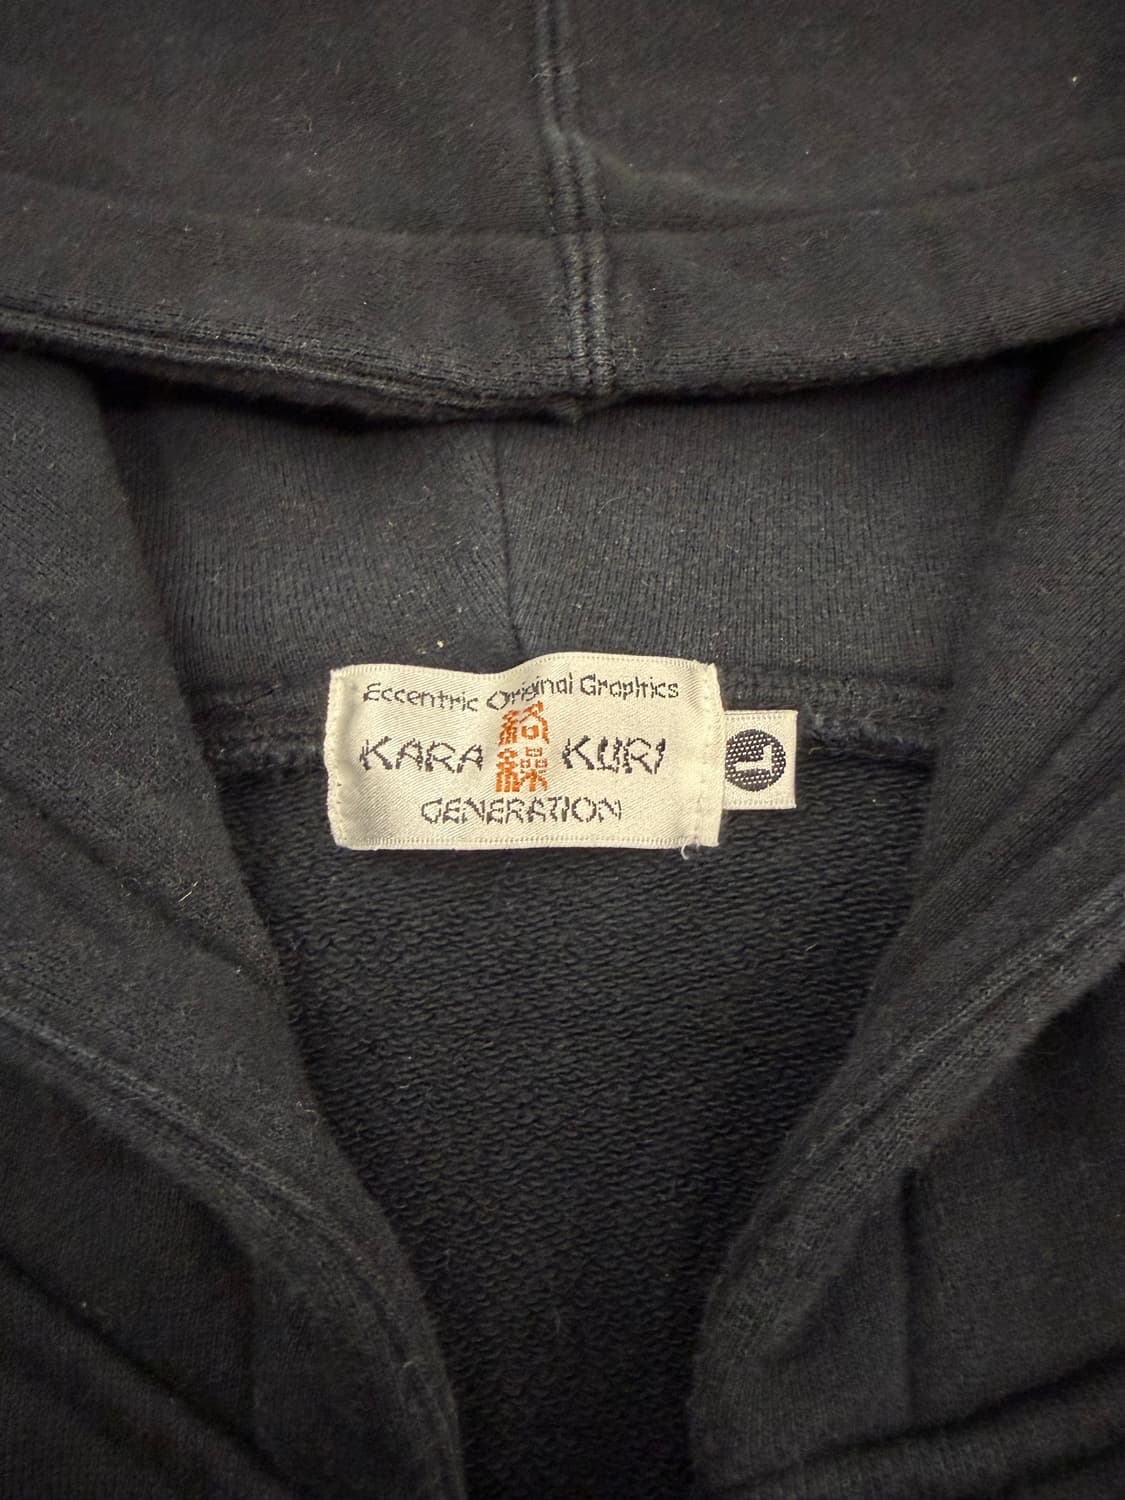 Eccentric Original Graphics
KARA 絡繰 KURI
GENERATION
L